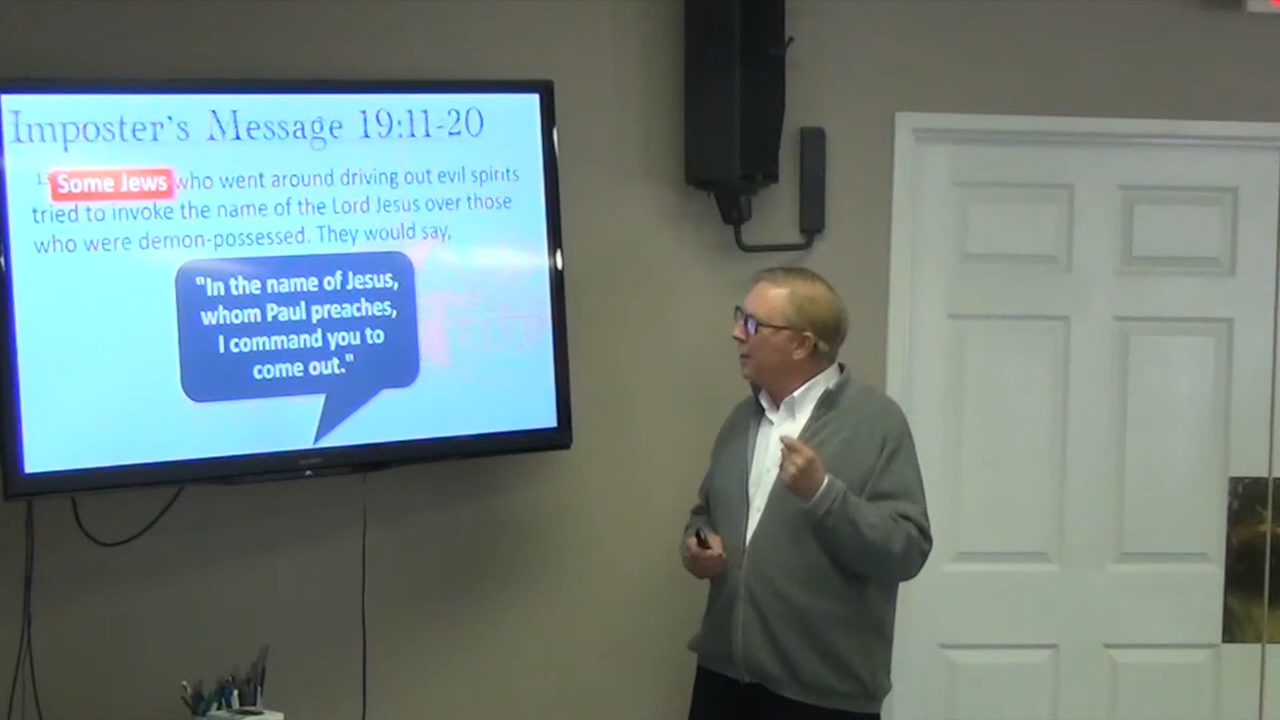 Imposter's Message 19:11-20
Some Jews who went around driving out evil spirits
tried to invoke the name of the Lord Jesus over those
who were demon-possessed. They would say,
"In the name of Jesus,
whom Paul preaches,
I command you to
come out."